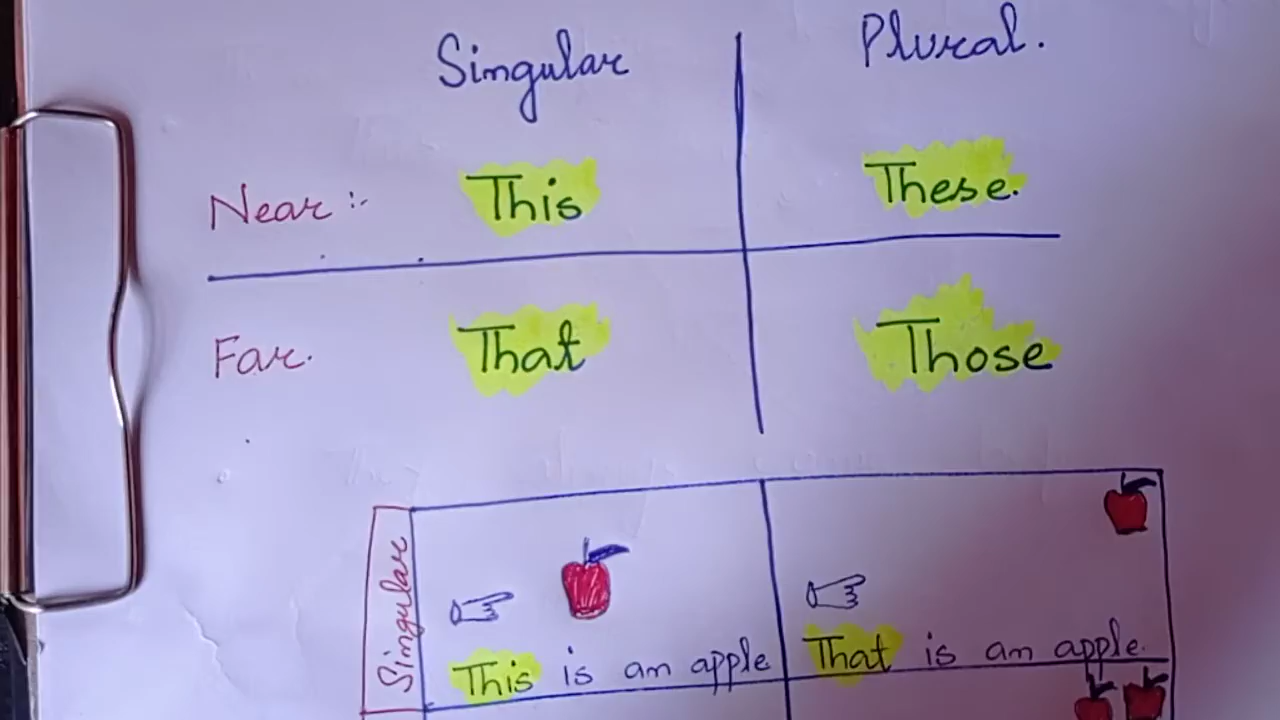 Singular Plural.
Near :- This These.
Far. That Those
Singular
This is an apple That is an apple.